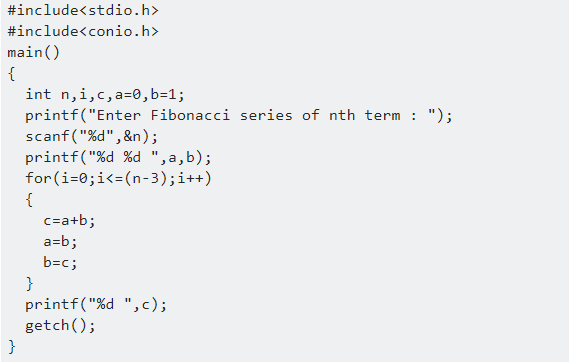 #include<stdio.h>
#include<conio.h>
main()
{
  int n,i,c,a=0,b=1;
  printf("Enter Fibonacci series of nth term : ");
  scanf("%d",&n);
  printf("%d %d ",a,b);
  for(i=0;i<=(n-3);i++)
  {
    c=a+b;
    a=b;
    b=c;
  }
  printf("%d ",c);
  getch();
}